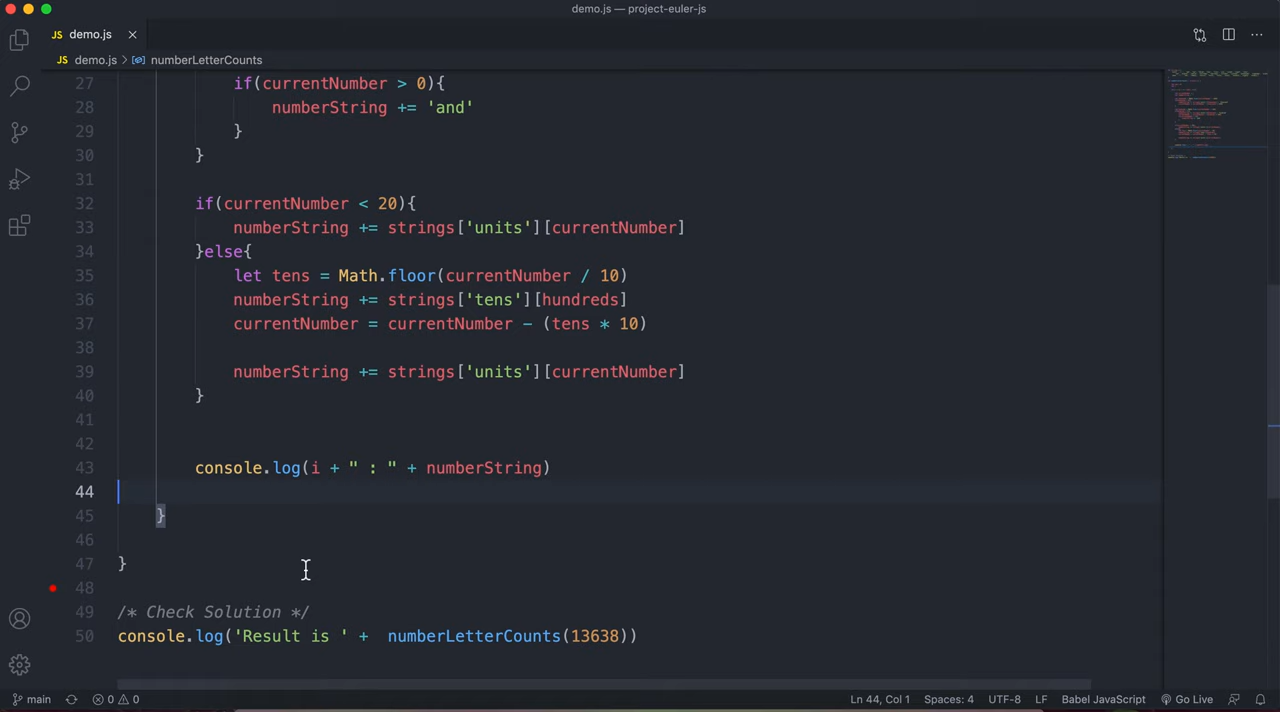 demo.js — project-euler-js
JS demo.js
JS demo.js numberLetterCounts
27 if(currentNumber > 0){
28 numberString += 'and'
29 }
30 }
31
32 if(currentNumber < 20){
33 numberString += strings['units'][currentNumber]
34 }else{
35 let tens = Math.floor(currentNumber / 10)
36 numberString += strings['tens'][hundreds]
37 currentNumber = currentNumber - (tens * 10)
38
39 numberString += strings['units'][currentNumber]
40 }
41
42
43 console.log(i + " : " + numberString)
44
45 }
46
47 }
48
49 /* Check Solution */
50 console.log('Result is ' + numberLetterCounts(13638))
main 0 0 Ln 44, Col 1 Spaces: 4 UTF-8 LF Babel JavaScript Go Live